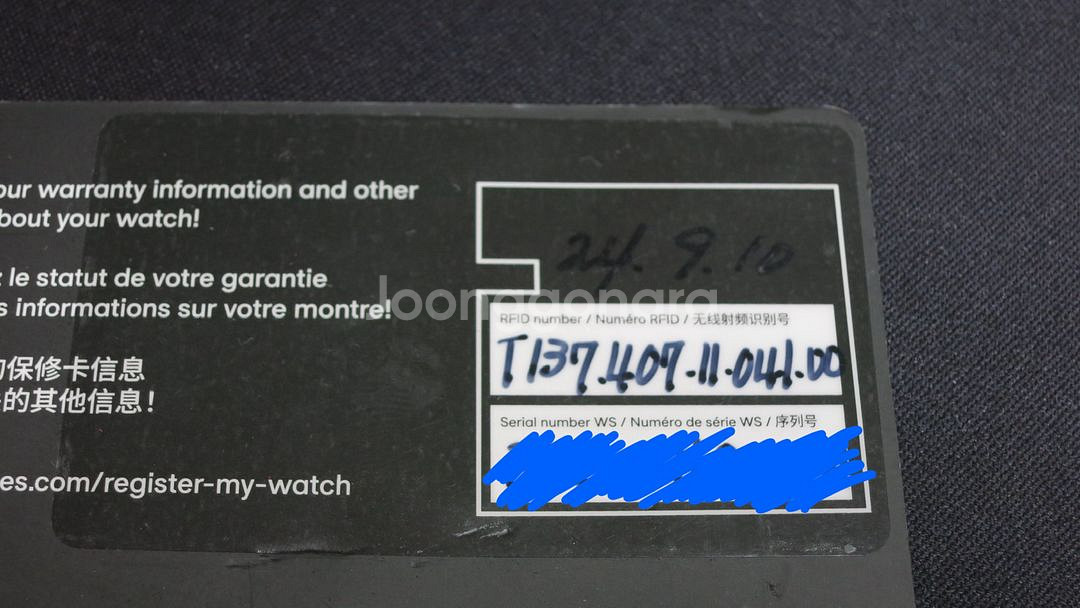 our warranty information and other
bout your watch!
le statut de votre garantie
s informations sur votre montre!
保修卡信息
的其他信息！
es.com/register-my-watch
24. 9. 10
RFID number / Numéro RFID / 无线射频识别号
T137.407.11.041.00
Serial number WS / Numéro de série WS / 序列号
joonggonara